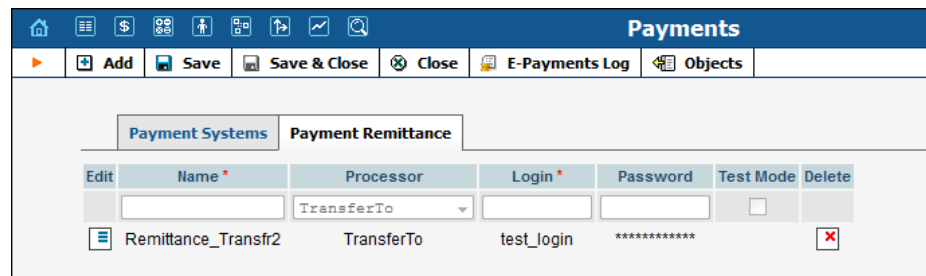 Payments
Add Save Save & Close Close E-Payments Log Objects
Payment Systems Payment Remittance
Edit Name * Processor Login * Password Test Mode Delete
TransferTo
Remittance_Transfr2 TransferTo test_login ************